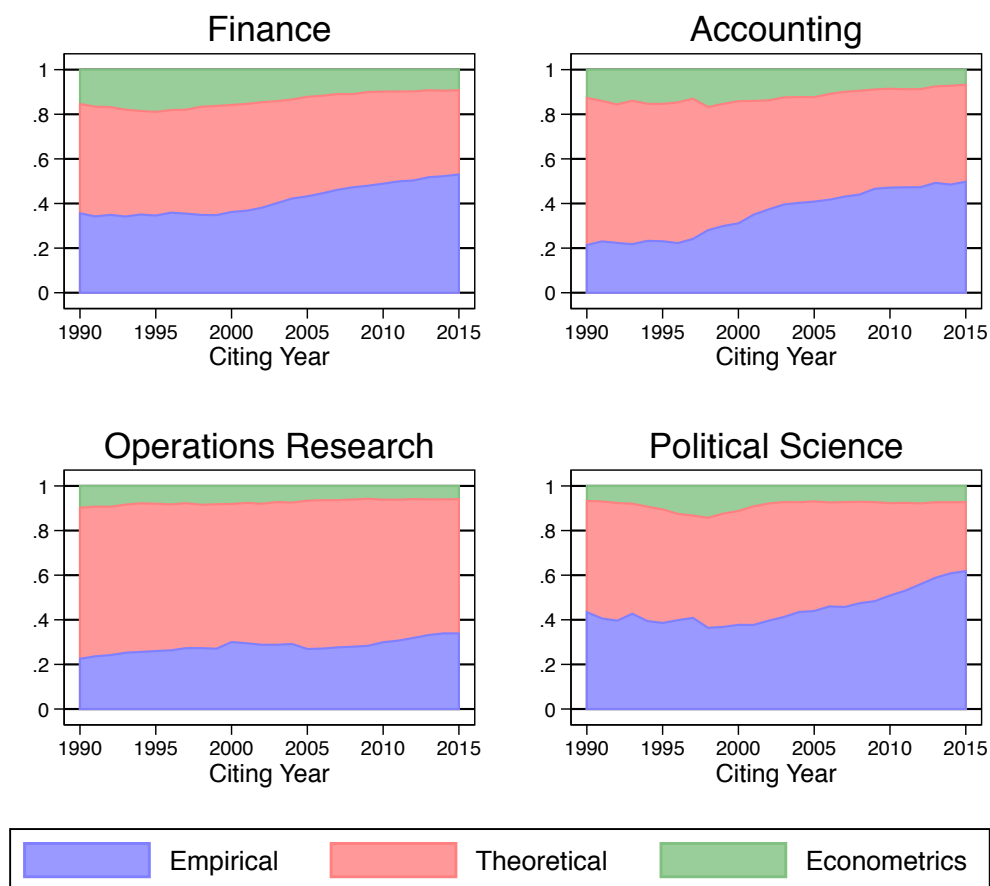 Finance
1
.8
.6
.4
.2
0
1990 1995 2000 2005 2010 2015
Citing Year
Accounting
1
.8
.6
.4
.2
0
1990 1995 2000 2005 2010 2015
Citing Year
Operations Research
1
.8
.6
.4
.2
0
1990 1995 2000 2005 2010 2015
Citing Year
Political Science
1
.8
.6
.4
.2
0
1990 1995 2000 2005 2010 2015
Citing Year
Empirical Theoretical Econometrics